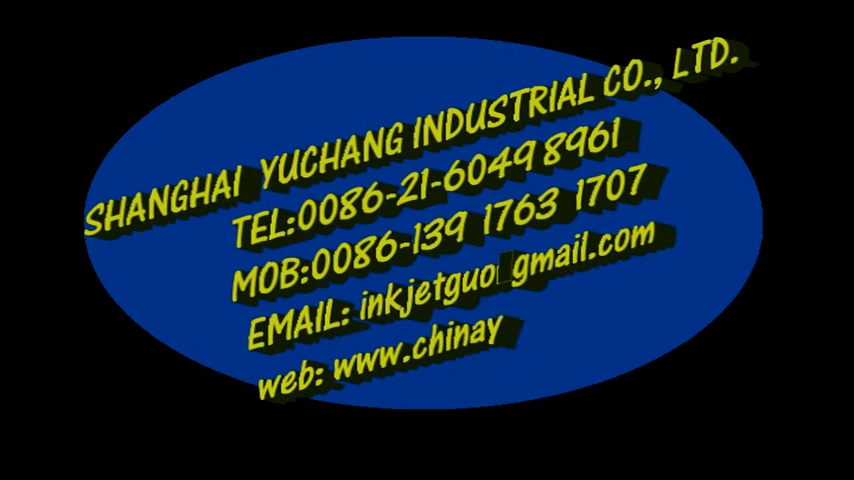 SHANGHAI YUCHANG INDUSTRIAL CO., LTD.
TEL:0086-21-6049 8961
MOB:0086-139 1763 1707
EMAIL: inkjetguo gmail.com
web: www.chinay